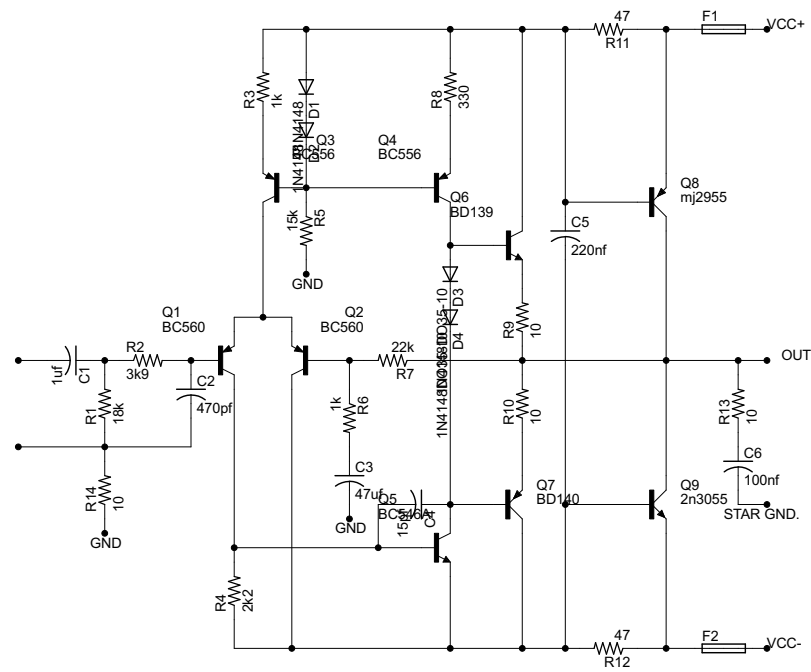 47
R11
F1
VCC+
R3
1k
1N4148
D1
R8
330
Q3
BC556
Q4
BC556
1N4148
D2
Q6
BD139
Q8
mj2955
15k
R5
C5
220nf
GND
D3
D4
R9
10
Q1
BC560
Q2
BC560
1uf
C1
R2
3k9
22k
R7
OUT
C2
470pf
R1
18k
1k
R6
R10
10
R13
10
R14
10
C3
47uf
C6
100nf
Q5
BC546A
C4
Q7
BD140
Q9
2n3055
GND
GND
STAR GND.
R4
2k2
47
R12
F2
VCC-